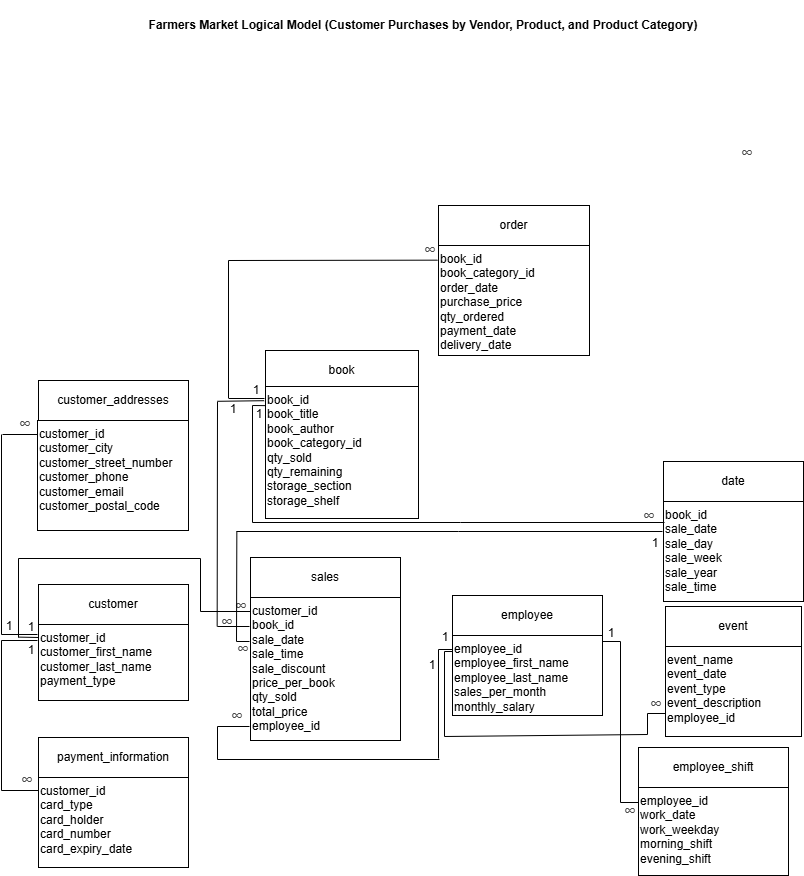 Farmers Market Logical Model (Customer Purchases by Vendor, Product, and Product Category)
∞
order
∞
book_id
book_category_id
order_date
purchase_price
qty_ordered
payment_date
delivery_date
book
1
1
1
book_id
book_title
book_author
book_category_id
qty_sold
qty_remaining
storage_section
storage_shelf
customer_addresses
∞
customer_id
customer_city
customer_street_number
customer_phone
customer_email
customer_postal_code
date
∞
1
book_id
sale_date
sale_day
sale_week
sale_year
sale_time
sales
∞
∞
∞
∞
customer_id
book_id
sale_date
sale_time
sale_discount
price_per_book
qty_sold
total_price
employee_id
customer
1
1
1
customer_id
customer_first_name
customer_last_name
payment_type
employee
1
1
1
employee_id
employee_first_name
employee_last_name
sales_per_month
monthly_salary
event
event_name
event_date
event_type
event_description
employee_id
∞
payment_information
∞
customer_id
card_type
card_holder
card_number
card_expiry_date
employee_shift
∞
employee_id
work_date
work_weekday
morning_shift
evening_shift